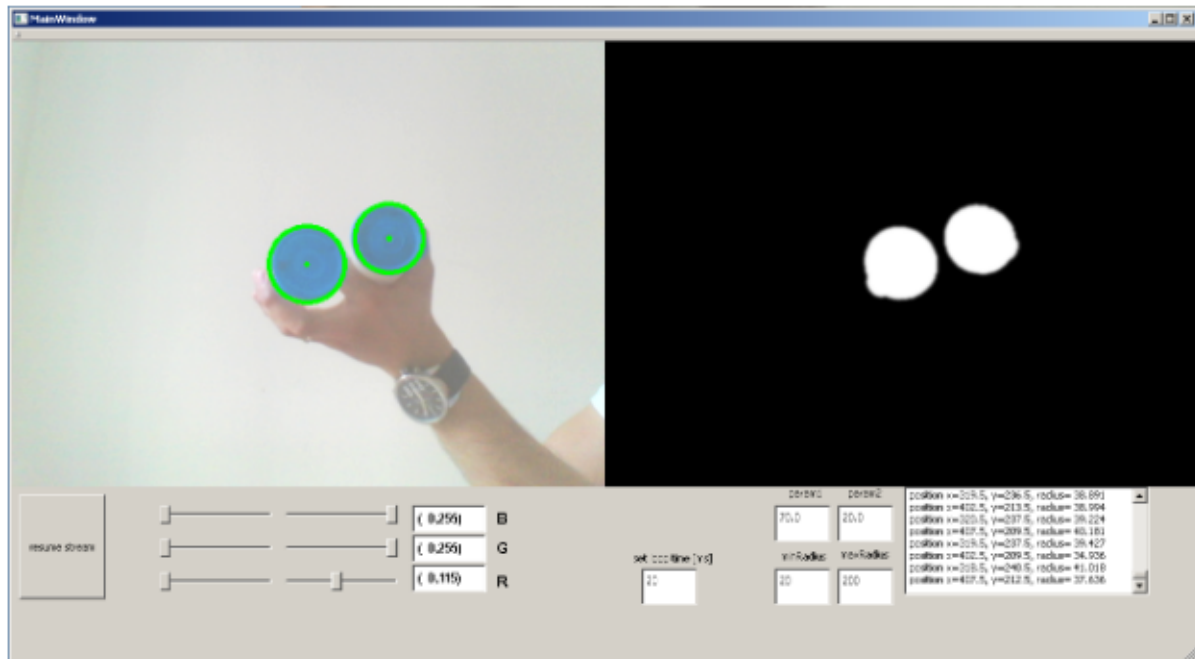 MainWindow
resume stream
( 0,255)
B
( 0,255)
G
( 0,115)
R
[ms]
20
param1 param2
70.0 20.0
minRadius maxRadius
20 200
position x=319.5, y=236.5, radius= 38.891
position x=402.5, y=213.5, radius= 38.994
position x=320.5, y=237.5, radius= 39.224
position x=407.5, y=209.5, radius= 40.181
position x=319.5, y=237.5, radius= 39.427
position x=402.5, y=209.5, radius= 34.936
position x=318.5, y=240.5, radius= 41.018
position x=407.5, y=212.5, radius= 37.636